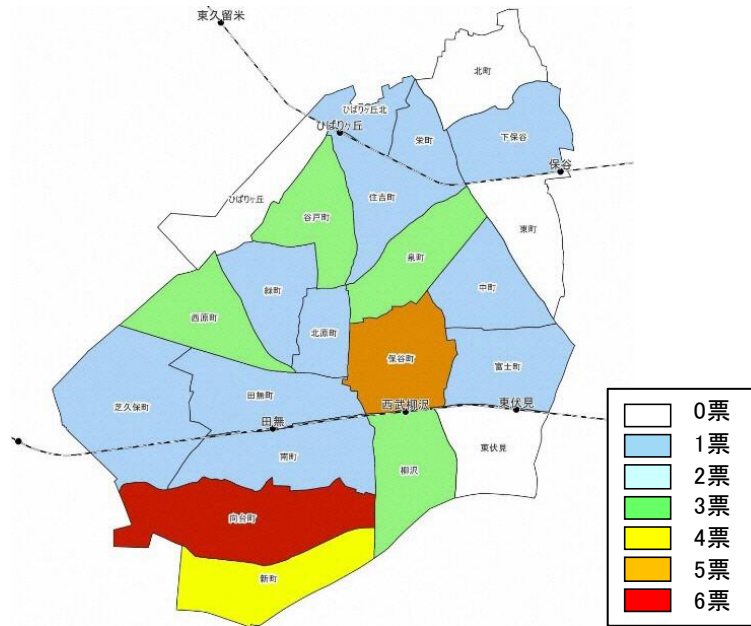 東久留米
北町
ひばりヶ丘北
ひばりヶ丘
栄町
下保谷
保谷
住吉町
ひばりヶ丘
谷戸町
東町
泉町
中町
緑町
西原町
北原町
保谷町
富士町
田無町
芝久保町
西武柳沢
東伏見
田無
東伏見
南町
柳沢
向台町
新町
0票
1票
2票
3票
4票
5票
6票